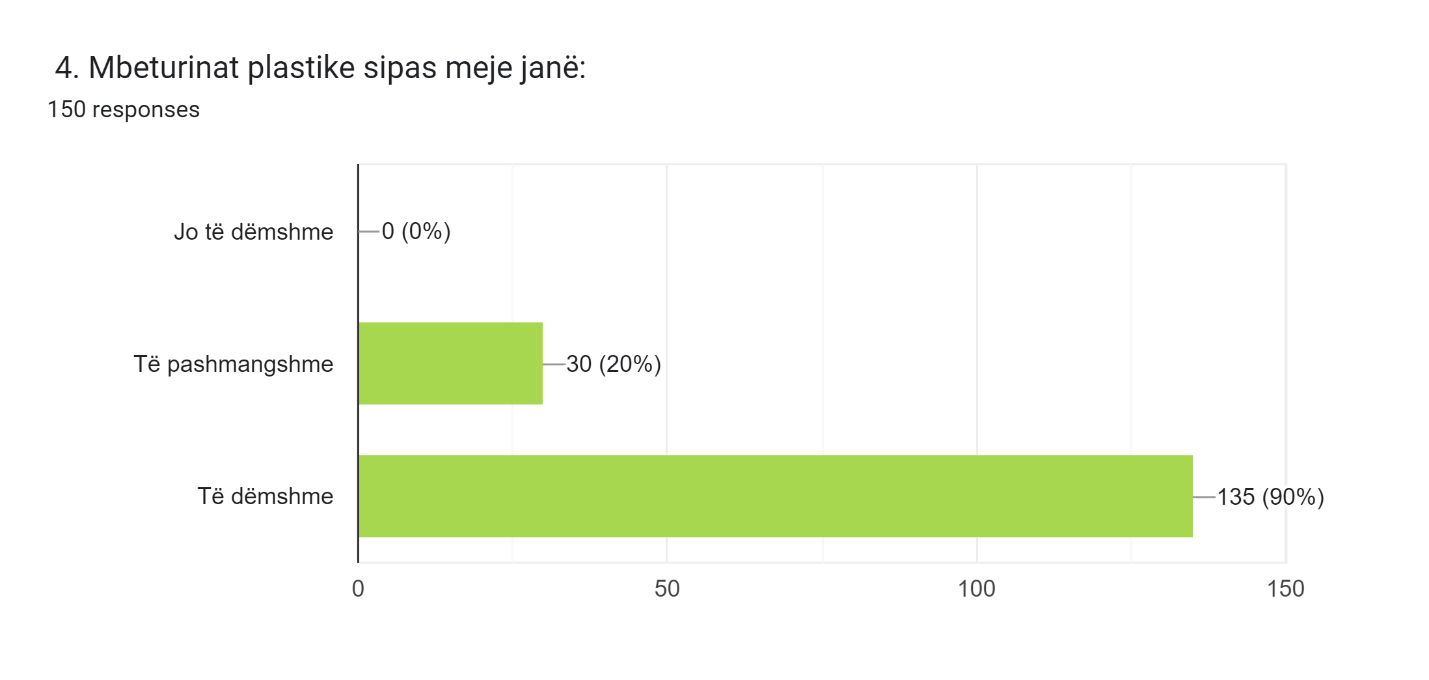 4. Mbeturinat plastike sipas meje janë:
150 responses
Jo të dëmshme
0 (0%)
Të pashmangshme
30 (20%)
Të dëmshme
135 (90%)
0
50
100
150